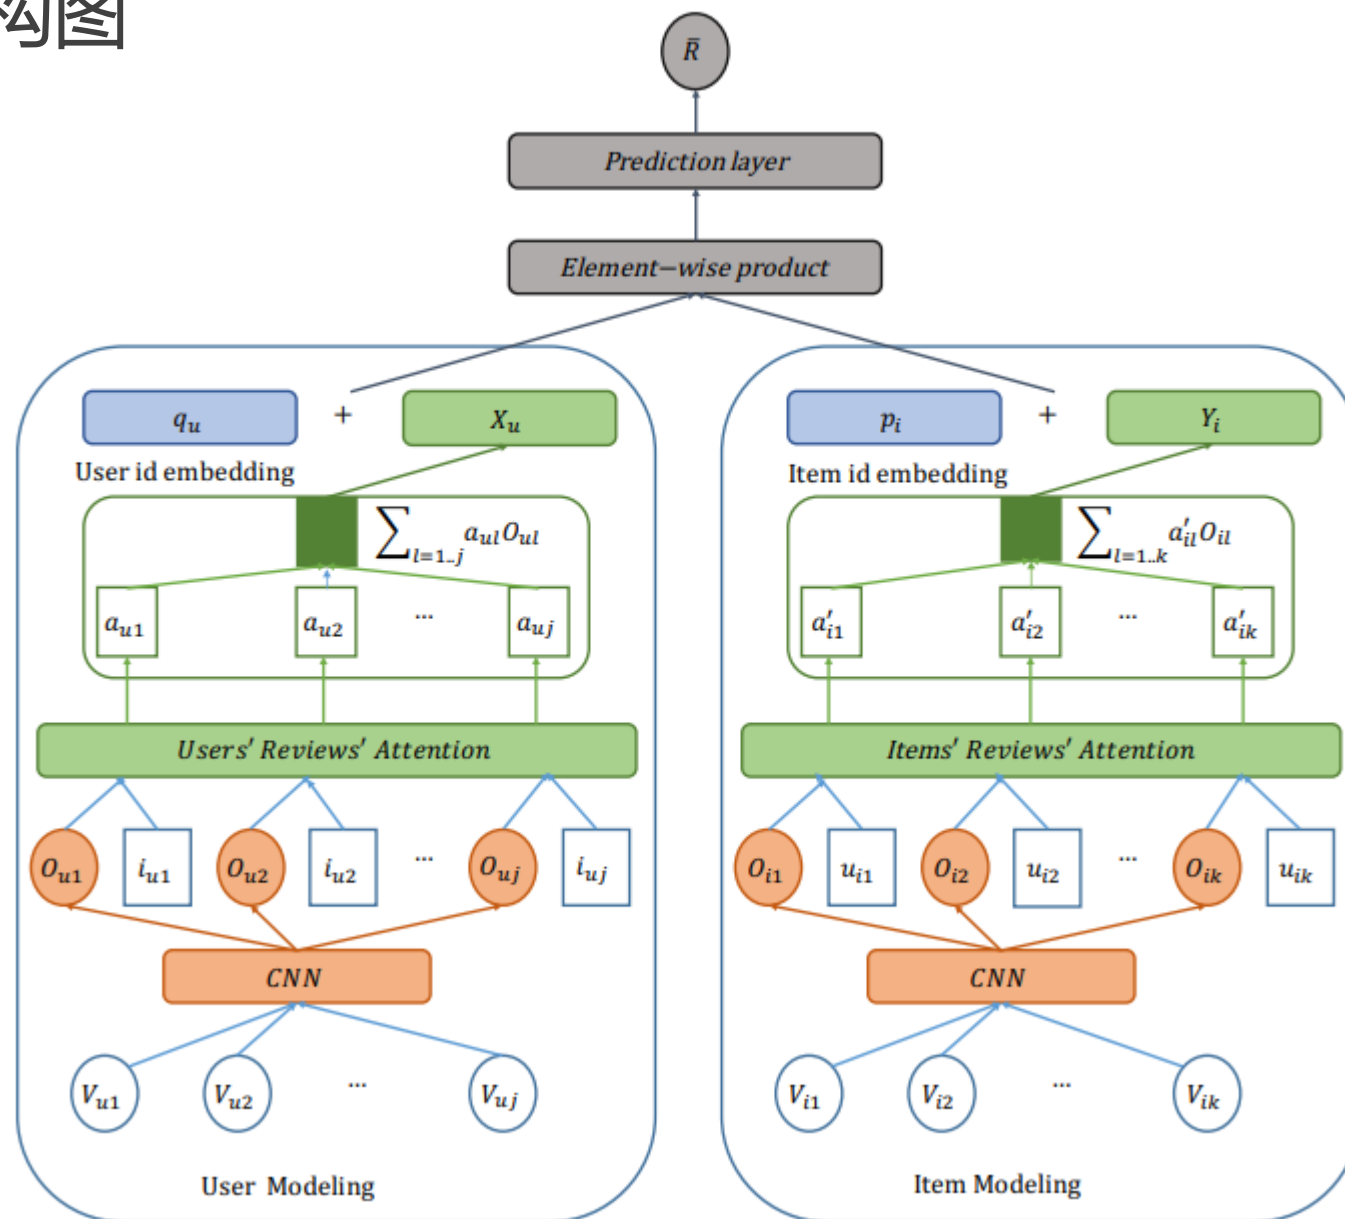 构图
R̄
Prediction layer
Element−wise product
q_u + X_u
User id embedding
∑_{l=1..j} a_{ul}O_{ul}
a_{u1} a_{u2} ... a_{uj}
Users′ Reviews′ Attention
O_{u1} i_{u1} O_{u2} i_{u2} ... O_{uj} i_{uj}
CNN
V_{u1} V_{u2} ... V_{uj}
User Modeling
p_i + Y_i
Item id embedding
∑_{l=1..k} a′_{il}O_{il}
a′_{i1} a′_{i2} ... a′_{ik}
Items′ Reviews′ Attention
O_{i1} u_{i1} O_{i2} u_{i2} ... O_{ik} u_{ik}
CNN
V_{i1} V_{i2} ... V_{ik}
Item Modeling